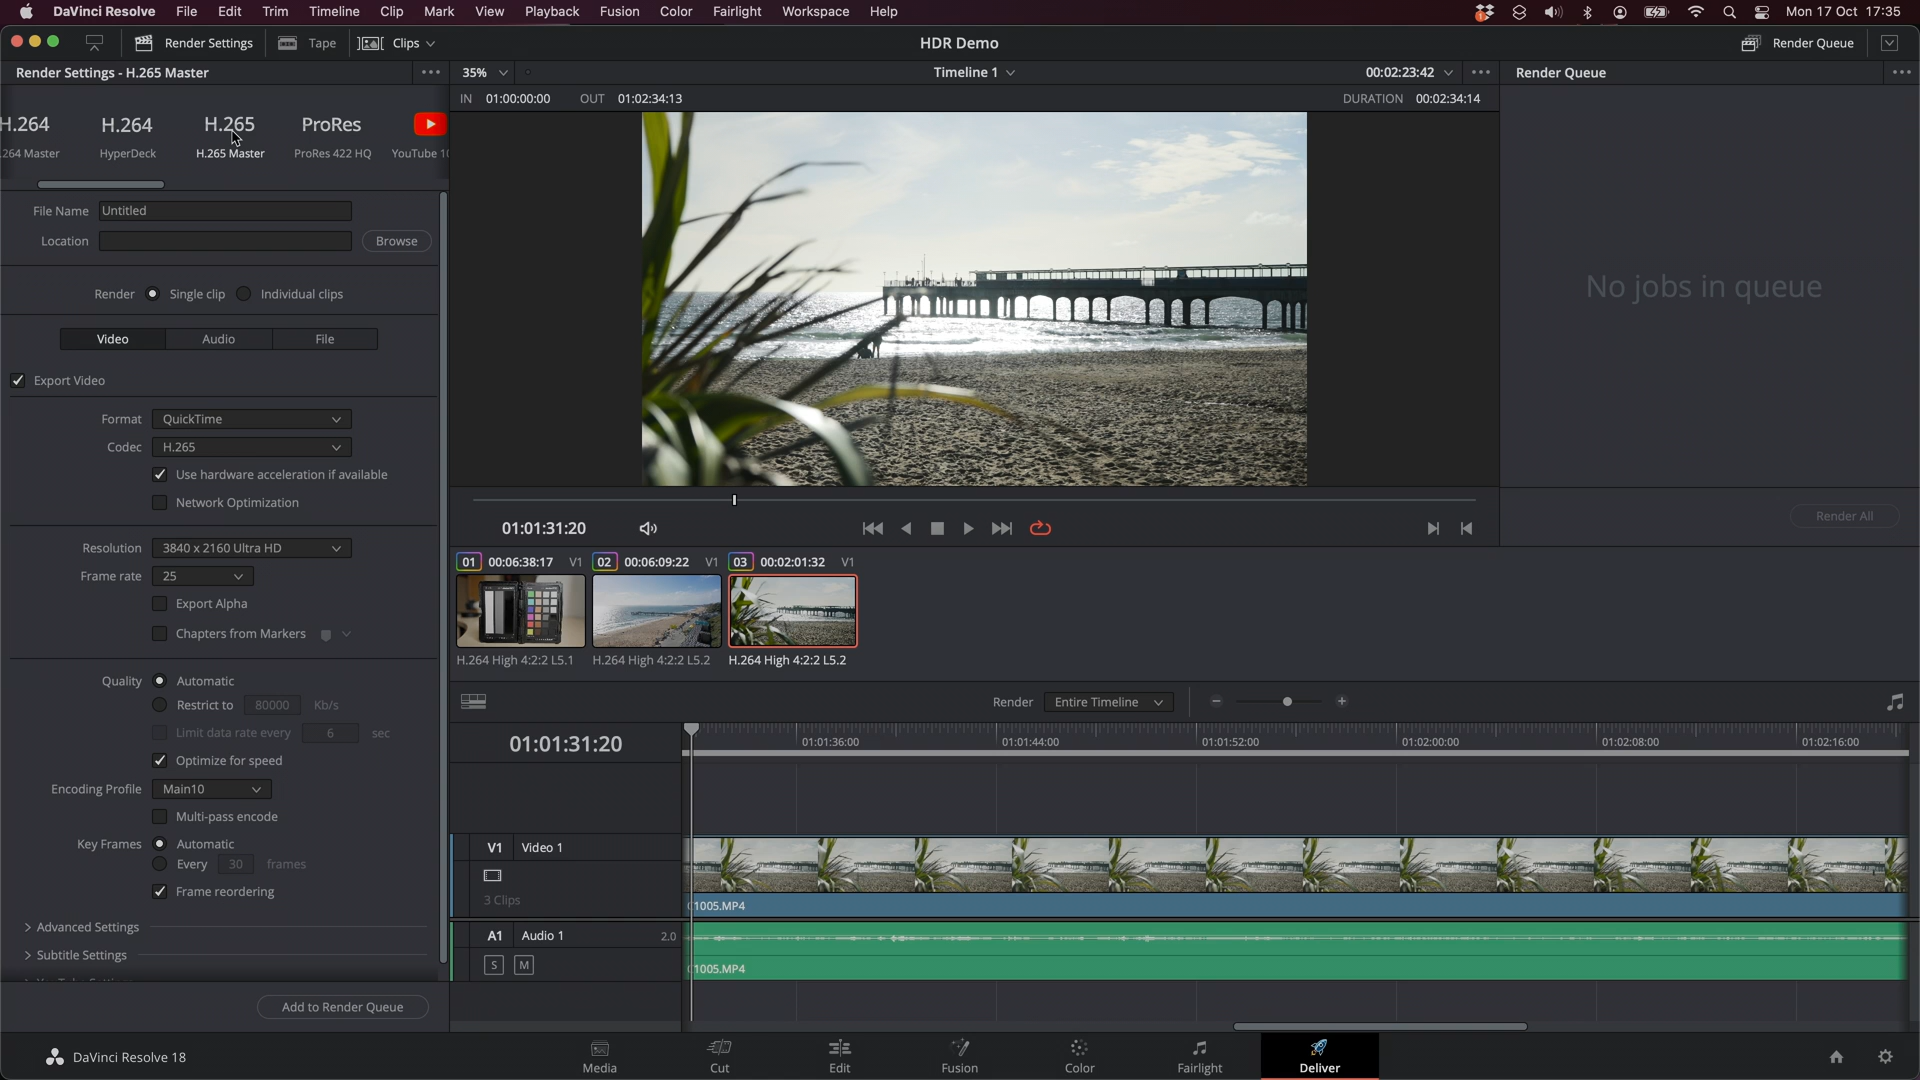 DaVinci Resolve File Edit Trim Timeline Clip Mark View Playback Fusion Color Fairlight Workspace Help
1
Mon 17 Oct 17:35
Render Settings Tape Clips
HDR Demo
Render Queue
Render Settings - H.265 Master
35%
Timeline 1
00:02:23:42
Render Queue
IN 01:00:00:00 OUT 01:02:34:13
DURATION 00:02:34:14
H.264 H.264 H.265 ProRes
264 Master HyperDeck H.265 Master ProRes 422 HQ YouTube 10
File Name Untitled
Location Browse
Render Single clip Individual clips
Video Audio File
Export Video
Format QuickTime
Codec H.265
Use hardware acceleration if available
Network Optimization
Resolution 3840 x 2160 Ultra HD
Frame rate 25
Export Alpha
Chapters from Markers
Quality Automatic
Restrict to 80000 Kb/s
Limit data rate every 6 sec
Optimize for speed
Encoding Profile Main10
Multi-pass encode
Key Frames Automatic
Every 30 frames
Frame reordering
Advanced Settings
Subtitle Settings
Add to Render Queue
No jobs in queue
Render All
01:01:31:20
01 00:06:38:17 V1 02 00:06:09:22 V1 03 00:02:01:32 V1
H.264 High 4:2:2 L5.1 H.264 High 4:2:2 L5.2 H.264 High 4:2:2 L5.2
Render Entire Timeline
01:01:31:20
01:01:36:00 01:01:44:00 01:01:52:00 01:02:00:00 01:02:08:00 01:02:16:00
V1 Video 1
3 Clips
1005.MP4
A1 Audio 1 2.0
S M
1005.MP4
DaVinci Resolve 18
Media Cut Edit Fusion Color Fairlight Deliver